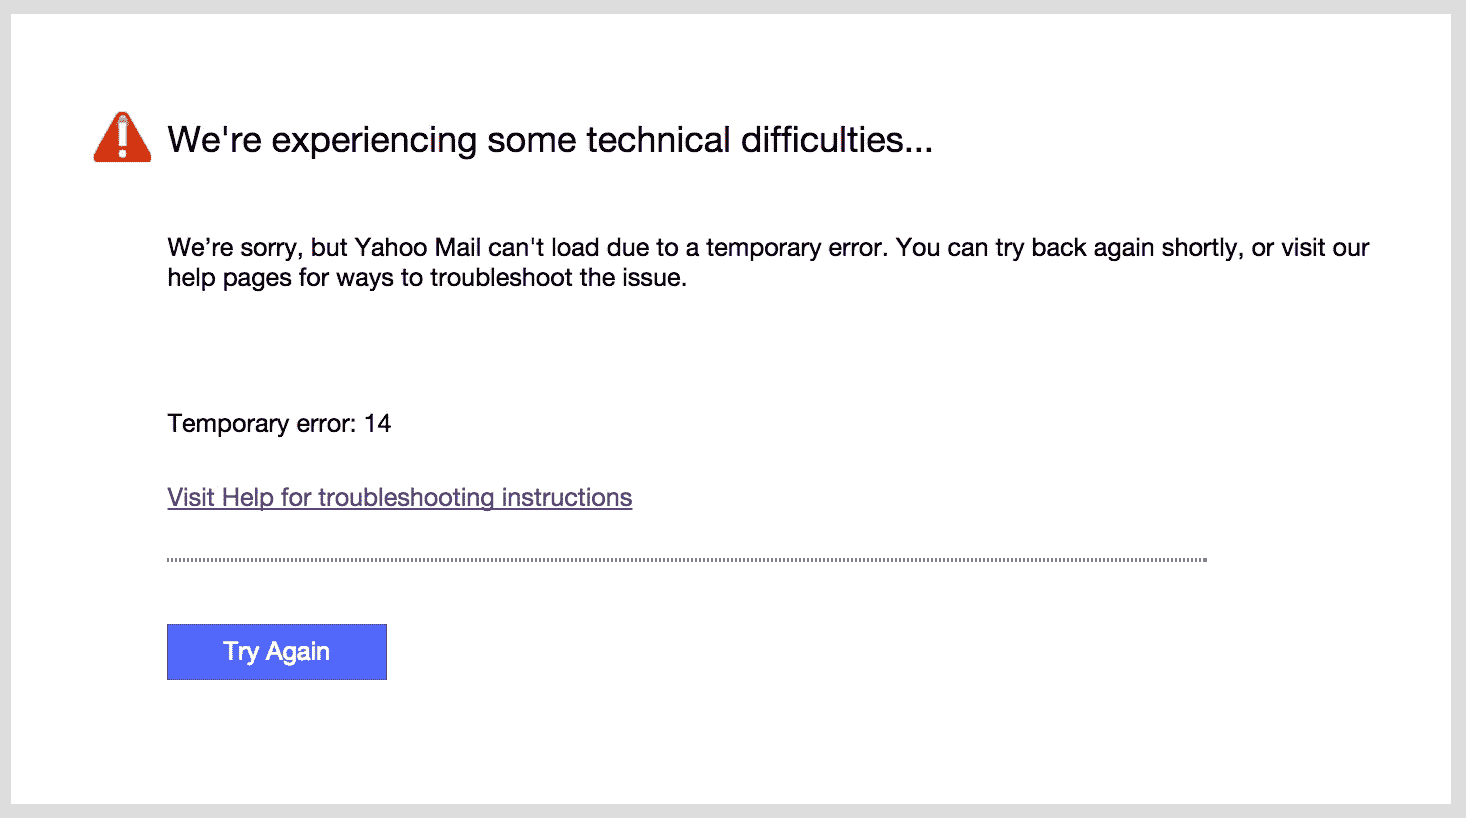 We're experiencing some technical difficulties...
We’re sorry, but Yahoo Mail can't load due to a temporary error. You can try back again shortly, or visit our
help pages for ways to troubleshoot the issue.
Temporary error: 14
Visit Help for troubleshooting instructions
Try Again